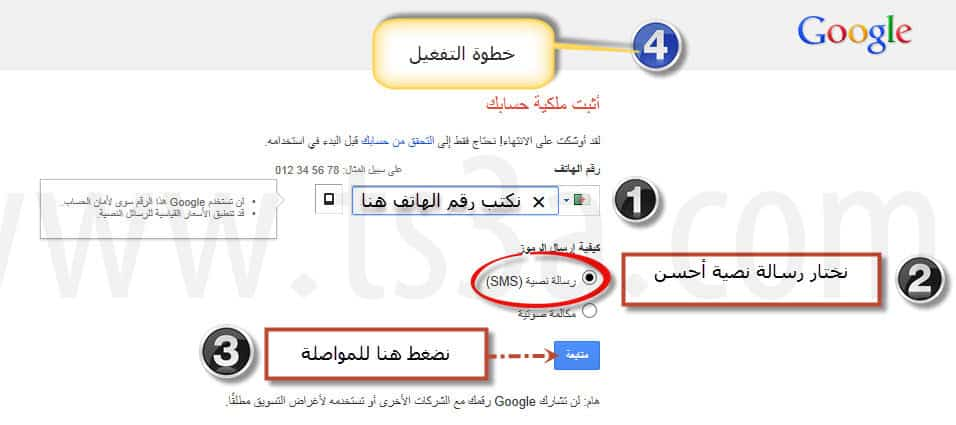 Google
4
خطوة التفعيل
أثبت ملكية حسابك
لقد أوشكت على الانتهاء! نحتاج فقط إلى التحقق من حسابك قبل البدء في استخدامه.
رقم الهاتف
على سبيل المثال: 012 34 56 78
1
نكتب رقم الهاتف هنا ×
لن تستخدم Google هذا الرقم سوى لأمان الحساب.
قد تنطبق الأسعار القياسية للرسائل النصية.
كيفية إرسال الرموز
رسالة نصية (SMS)
نختار رسالة نصية أحسن
2
مكالمة صوتية
متابعة
نضغط هنا للمواصلة
3
هام: لن تشارك Google رقمك مع الشركات الأخرى أو تستخدمه لأغراض التسويق مطلقًا.